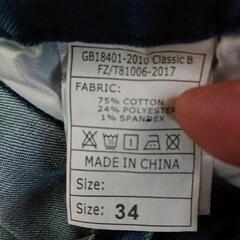 GB18401-2010 Classic B
FZ/T81006-2017
FABRIC:
75% COTTON
24% POLYESTER
1% SPANDEX
MADE IN CHINA
Size:
Size: 34